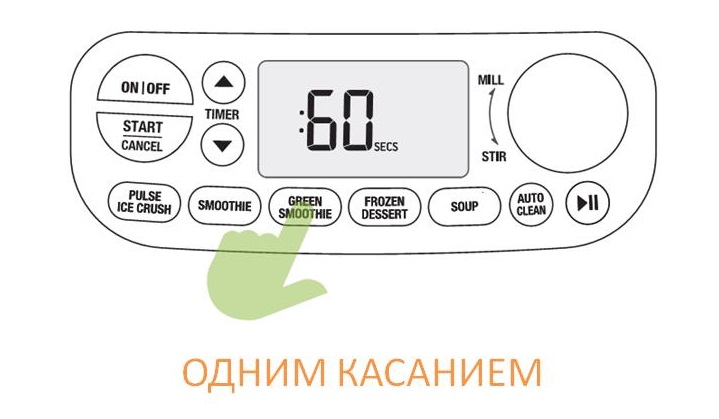 ON|OFF
START
CANCEL
TIMER
:60 SECS
MILL
STIR
PULSE
ICE CRUSH
SMOOTHIE
GREEN
SMOOTHIE
FROZEN
DESSERT
SOUP
AUTO
CLEAN
ОДНИМ КАСАНИЕМ